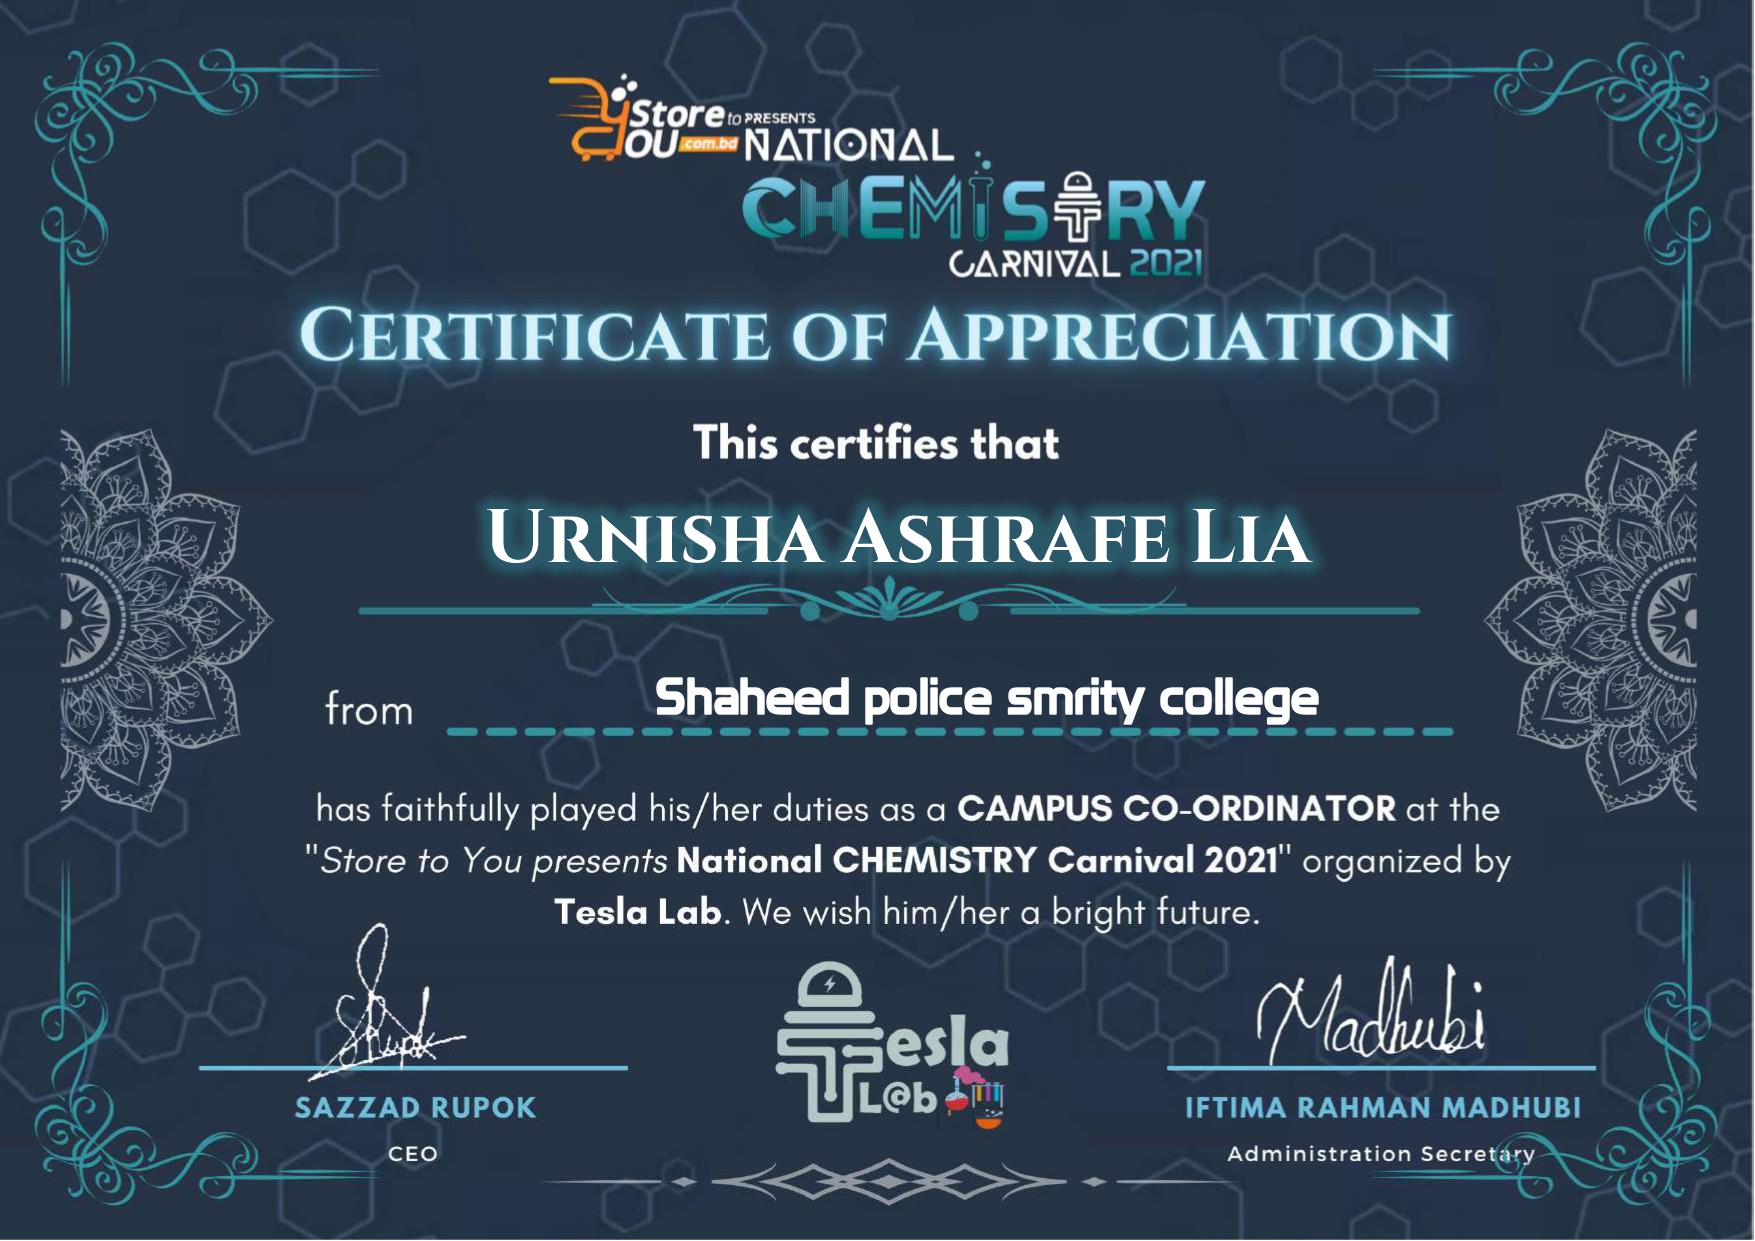 Store to YOU.com.bd PRESENTS
NATIONAL
CHEMISTRY
CARNIVAL 2021
CERTIFICATE OF APPRECIATION
This certifies that
URNISHA ASHRAFE LIA
from Shaheed police smrity college
has faithfully played his/her duties as a CAMPUS CO-ORDINATOR at the
"Store to You presents National CHEMISTRY Carnival 2021" organized by
Tesla Lab. We wish him/her a bright future.
Rupok
Madhubi
Tesla
L@b
SAZZAD RUPOK
IFTIMA RAHMAN MADHUBI
CEO
Administration Secretary